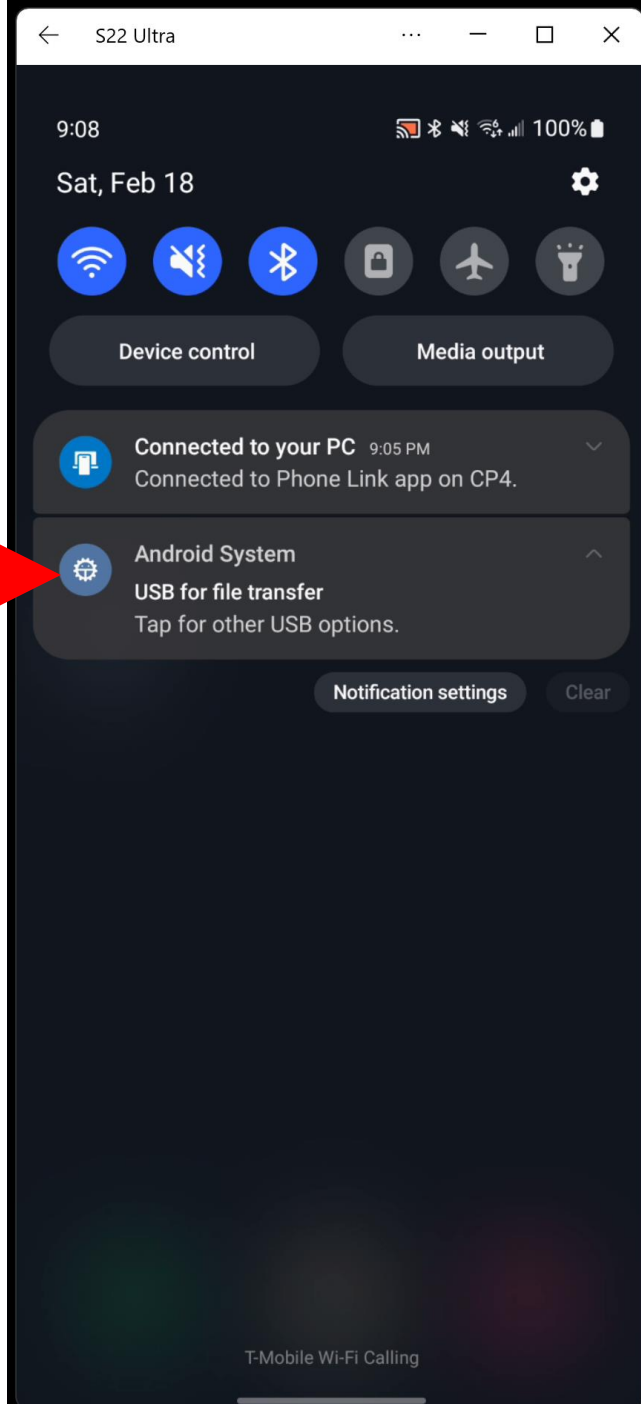 S22 Ultra
9:08
100%
Sat, Feb 18
Device control
Media output
Connected to your PC 9:05 PM
Connected to Phone Link app on CP4.
Android System
USB for file transfer
Tap for other USB options.
Notification settings
Clear
T-Mobile Wi-Fi Calling